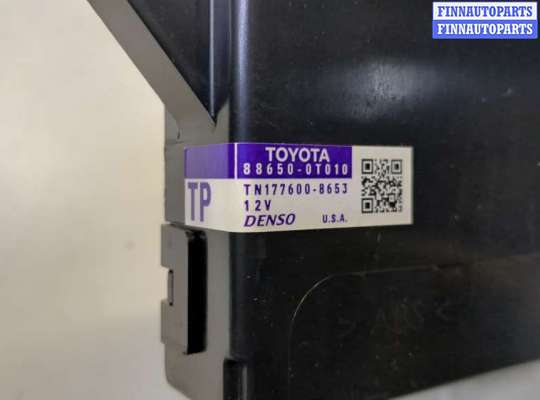 FINNAUTOPARTS
FINNAUTOPARTS
TOYOTA
88650-0T010
TP
TN177600-8653
12V
DENSO U.S.A.